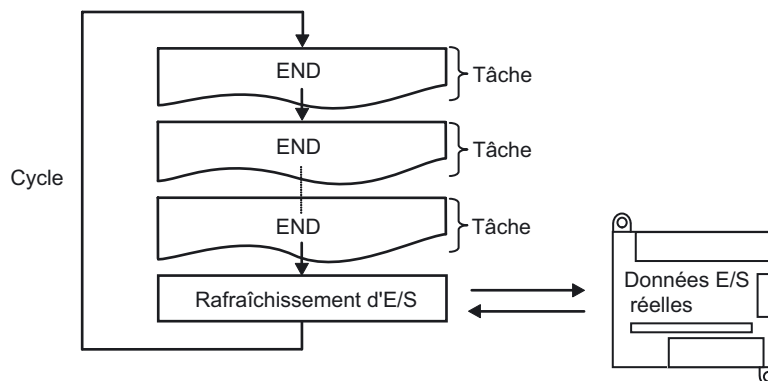 END
Tâche
END
Tâche
Cycle
END
Tâche
Rafraîchissement d'E/S
Données E/S
réelles